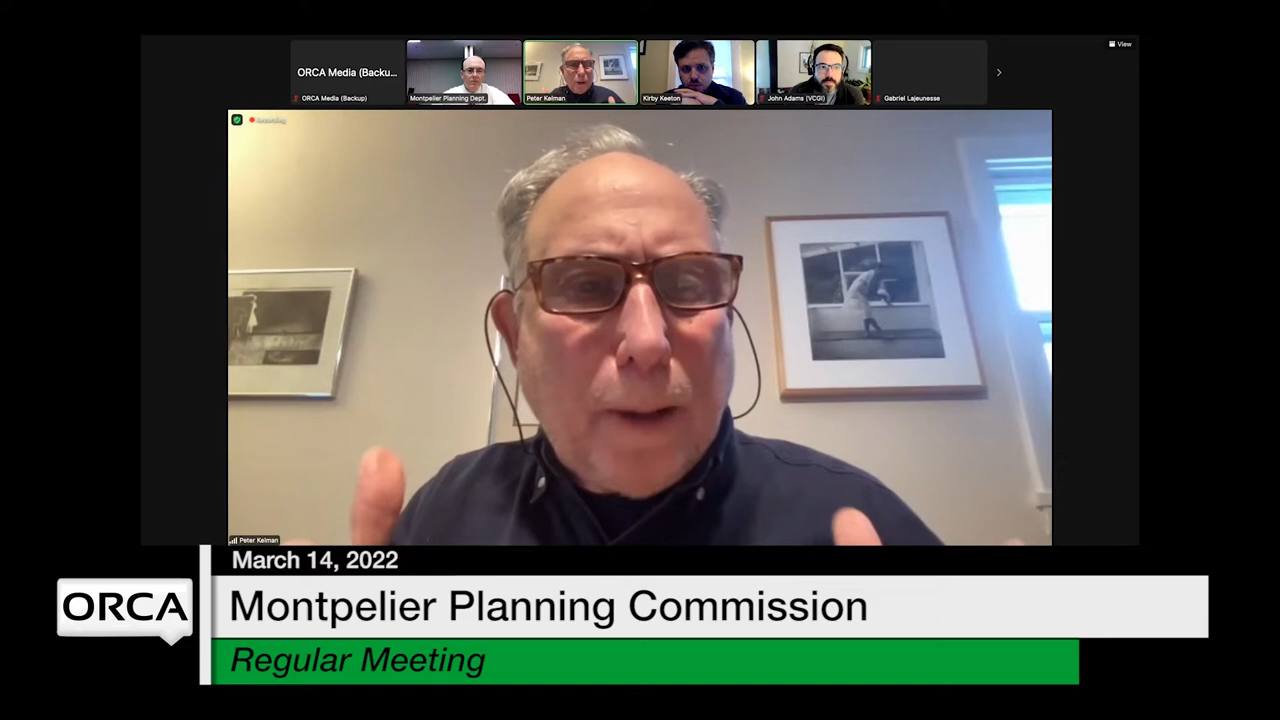 View
ORCA Media (Backu...
ORCA Media (Backup)
Montpelier Planning Dept.
Peter Kelman
Kirby Keeton
John Adams (VCGI)
Gabriel Lajeunesse
Recording
Peter Kelman
March 14, 2022
ORCA
Montpelier Planning Commission
Regular Meeting